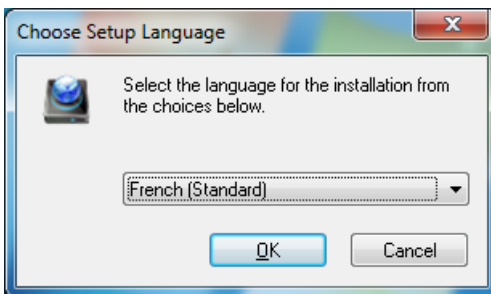 Choose Setup Language
Select the language for the installation from
the choices below.
French (Standard)
OK
Cancel